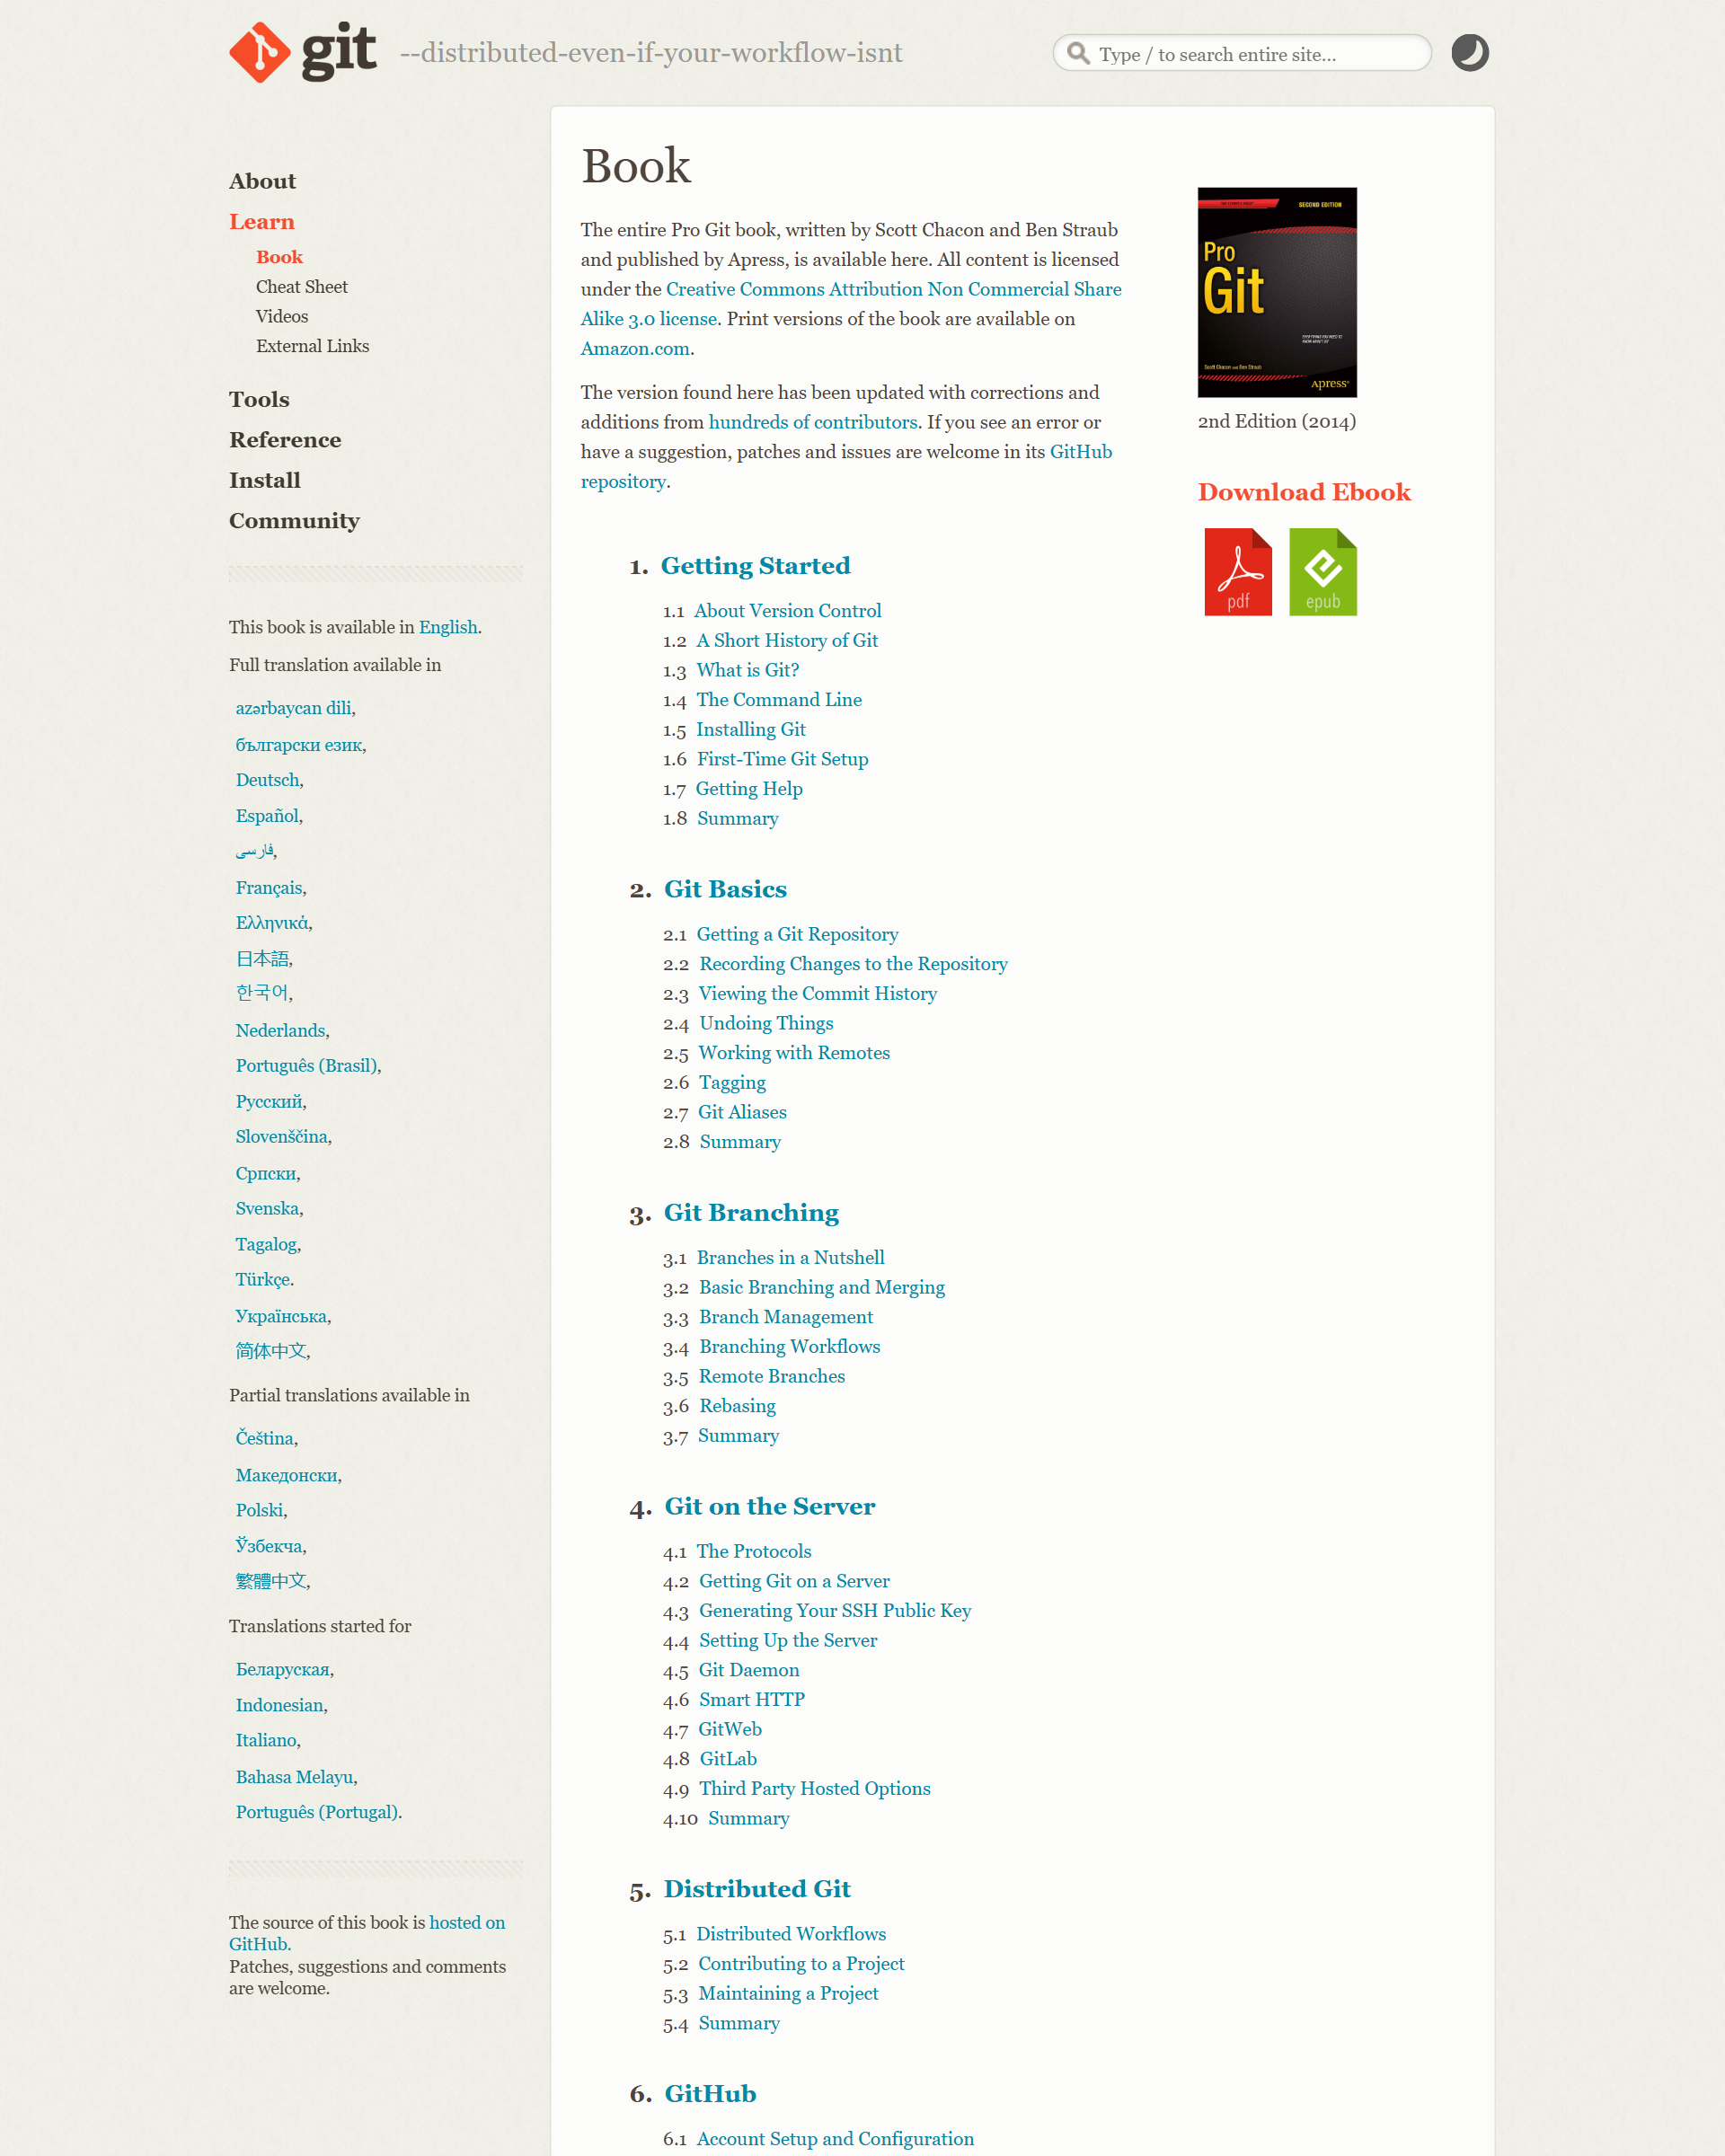 git --distributed-even-if-your-workflow-isnt
Type / to search entire site...
About
Learn
Book
Cheat Sheet
Videos
External Links
Tools
Reference
Install
Community
This book is available in English.
Full translation available in
azərbaycan dili,
български език,
Deutsch,
Español,
فارسی,
Français,
Ελληνικά,
日本語,
한국어,
Nederlands,
Português (Brasil),
Русский,
Slovenščina,
Српски,
Svenska,
Tagalog,
Türkçe.
Українська,
简体中文,
Partial translations available in
Čeština,
Македонски,
Polski,
Ўзбекча,
繁體中文,
Translations started for
Беларуская,
Indonesian,
Italiano,
Bahasa Melayu,
Português (Portugal).
The source of this book is hosted on
GitHub.
Patches, suggestions and comments
are welcome.
Book
The entire Pro Git book, written by Scott Chacon and Ben Straub
and published by Apress, is available here. All content is licensed
under the Creative Commons Attribution Non Commercial Share
Alike 3.0 license. Print versions of the book are available on
Amazon.com.
The version found here has been updated with corrections and
additions from hundreds of contributors. If you see an error or
have a suggestion, patches and issues are welcome in its GitHub
repository.
1. Getting Started
1.1 About Version Control
1.2 A Short History of Git
1.3 What is Git?
1.4 The Command Line
1.5 Installing Git
1.6 First-Time Git Setup
1.7 Getting Help
1.8 Summary
2. Git Basics
2.1 Getting a Git Repository
2.2 Recording Changes to the Repository
2.3 Viewing the Commit History
2.4 Undoing Things
2.5 Working with Remotes
2.6 Tagging
2.7 Git Aliases
2.8 Summary
3. Git Branching
3.1 Branches in a Nutshell
3.2 Basic Branching and Merging
3.3 Branch Management
3.4 Branching Workflows
3.5 Remote Branches
3.6 Rebasing
3.7 Summary
4. Git on the Server
4.1 The Protocols
4.2 Getting Git on a Server
4.3 Generating Your SSH Public Key
4.4 Setting Up the Server
4.5 Git Daemon
4.6 Smart HTTP
4.7 GitWeb
4.8 GitLab
4.9 Third Party Hosted Options
4.10 Summary
5. Distributed Git
5.1 Distributed Workflows
5.2 Contributing to a Project
5.3 Maintaining a Project
5.4 Summary
6. GitHub
6.1 Account Setup and Configuration
SECOND EDITION
Pro
Git
Scott Chacon and Ben Straub
Apress®
2nd Edition (2014)
Download Ebook
pdf
epub